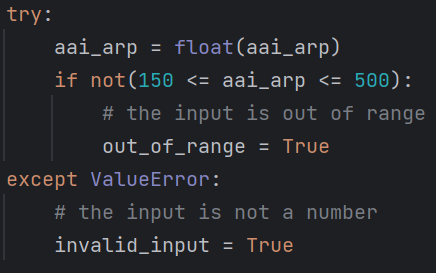 try:
    aai_arp = float(aai_arp)
    if not(150 <= aai_arp <= 500):
        # the input is out of range
        out_of_range = True
except ValueError:
    # the input is not a number
    invalid_input = True